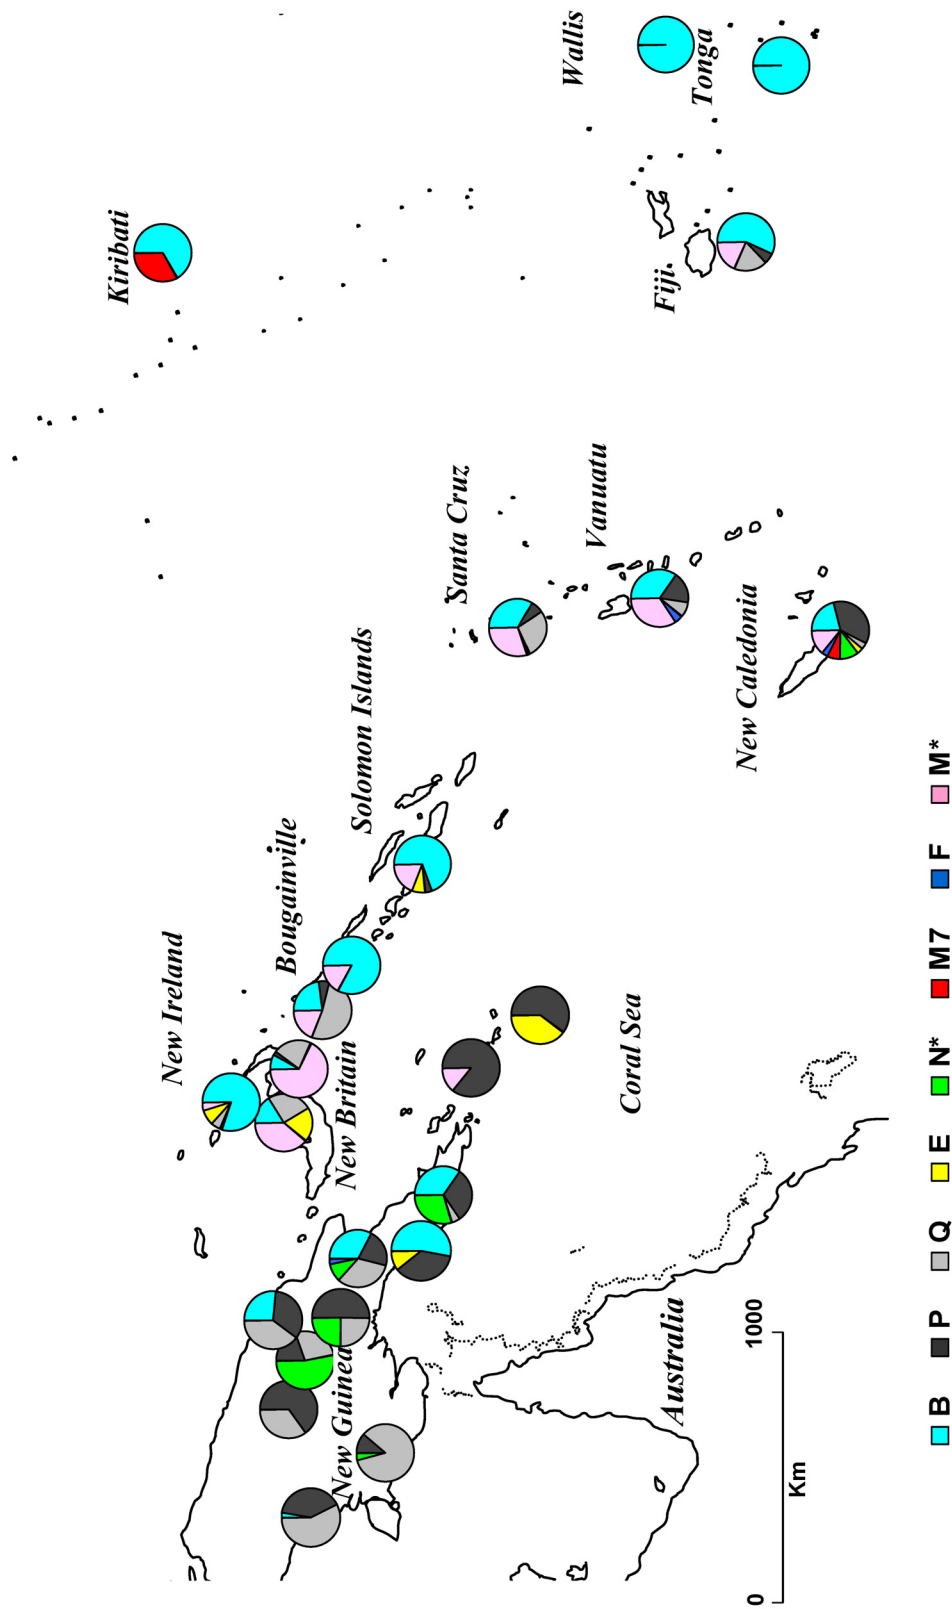 Kiribati
Wallis
Tonga
Fiji
Santa Cruz
Vanuatu
New Caledonia
Solomon Islands
Bougainville
New Ireland
New Britain
Coral Sea
New Guinea
Australia
0 1000
Km
B P Q E N* M7 F M*